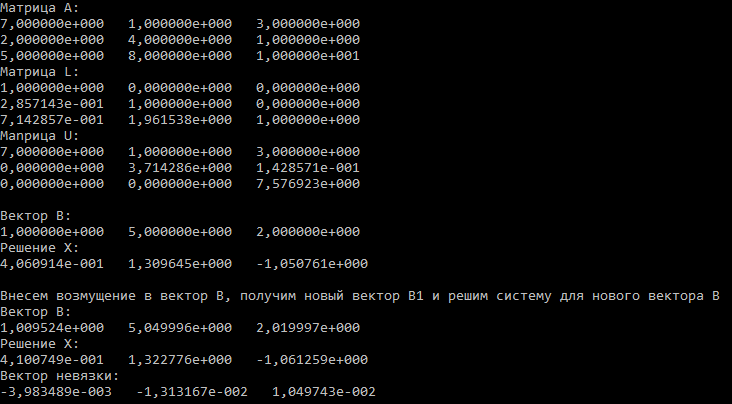 Матрица A:
7,000000e+000 1,000000e+000 3,000000e+000
2,000000e+000 4,000000e+000 1,000000e+000
5,000000e+000 8,000000e+000 1,000000e+001
Матрица L:
1,000000e+000 0,000000e+000 0,000000e+000
2,857143e-001 1,000000e+000 0,000000e+000
7,142857e-001 1,961538e+000 1,000000e+000
Маnрица U:
7,000000e+000 1,000000e+000 3,000000e+000
0,000000e+000 3,714286e+000 1,428571e-001
0,000000e+000 0,000000e+000 7,576923e+000
Вектор B:
1,000000e+000 5,000000e+000 2,000000e+000
Решение X:
4,060914e-001 1,309645e+000 -1,050761e+000
Внесем возмущение в вектор B, получим новый вектор B1 и решим систему для нового вектора B
Вектор B:
1,009524e+000 5,049996e+000 2,019997e+000
Решение X:
4,100749e-001 1,322776e+000 -1,061259e+000
Вектор невязки:
-3,983489e-003 -1,313167e-002 1,049743e-002